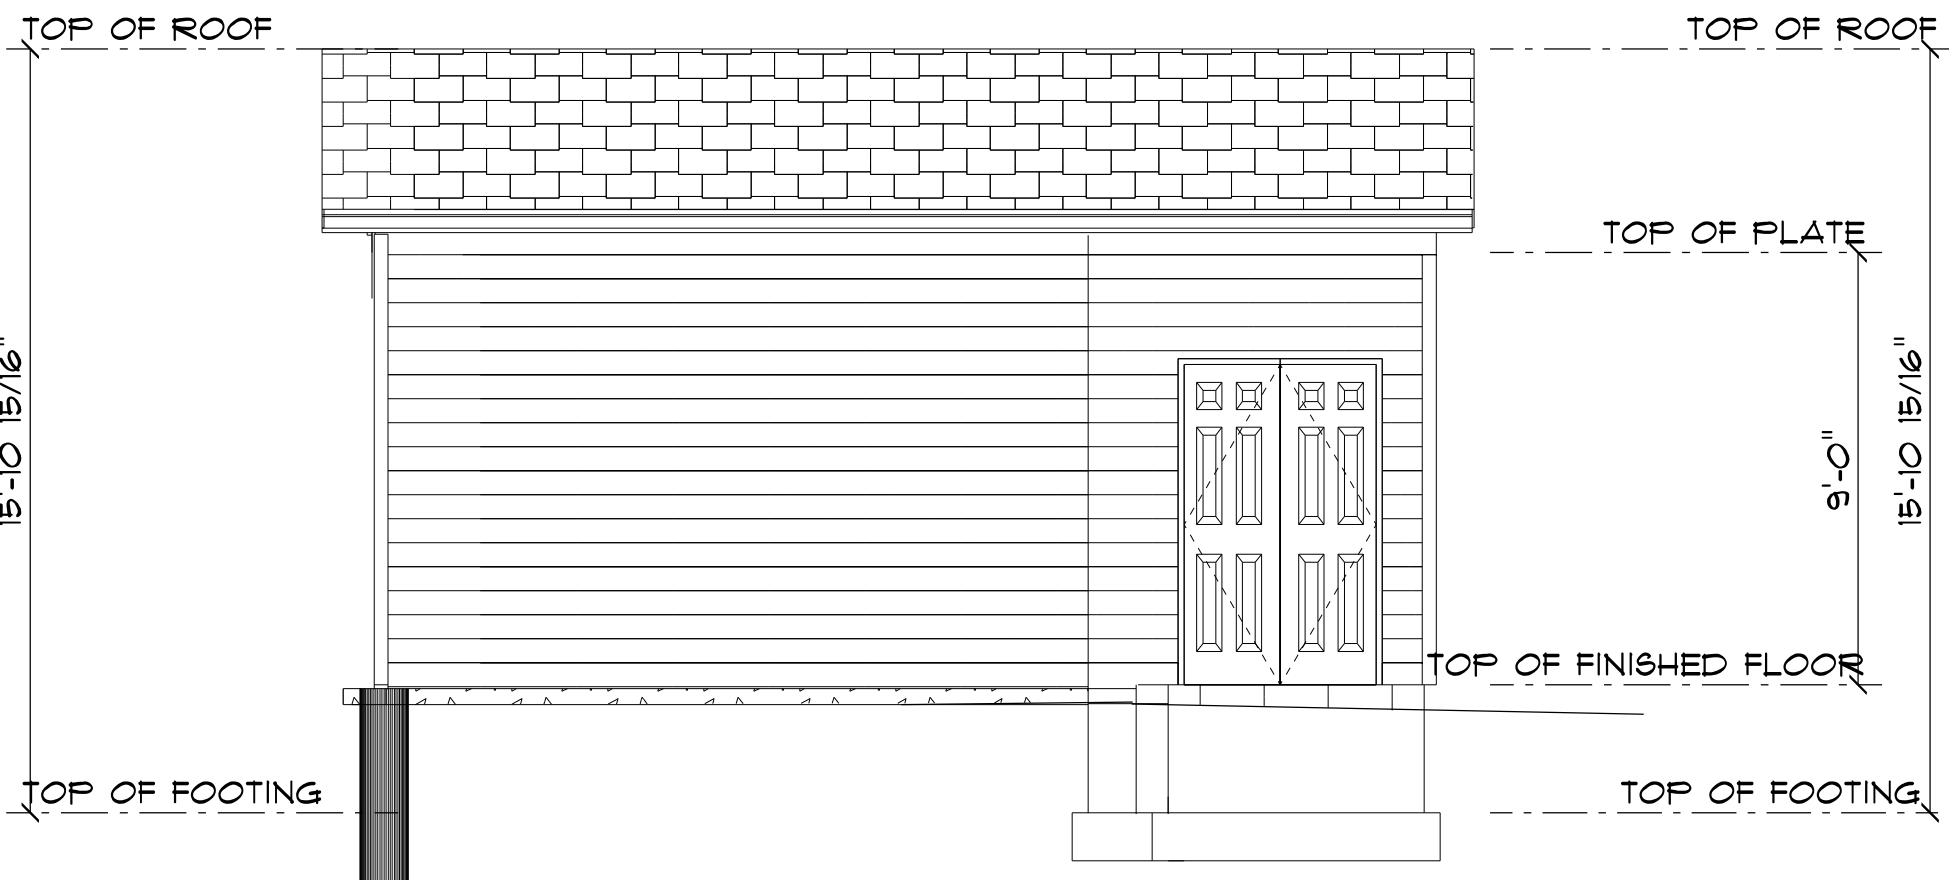 TOP OF ROOF
TOP OF ROOF
TOP OF PLATE
15'-10 15/16"
9'-0"
15'-10 15/16"
TOP OF FINISHED FLOOR
TOP OF FOOTING
TOP OF FOOTING